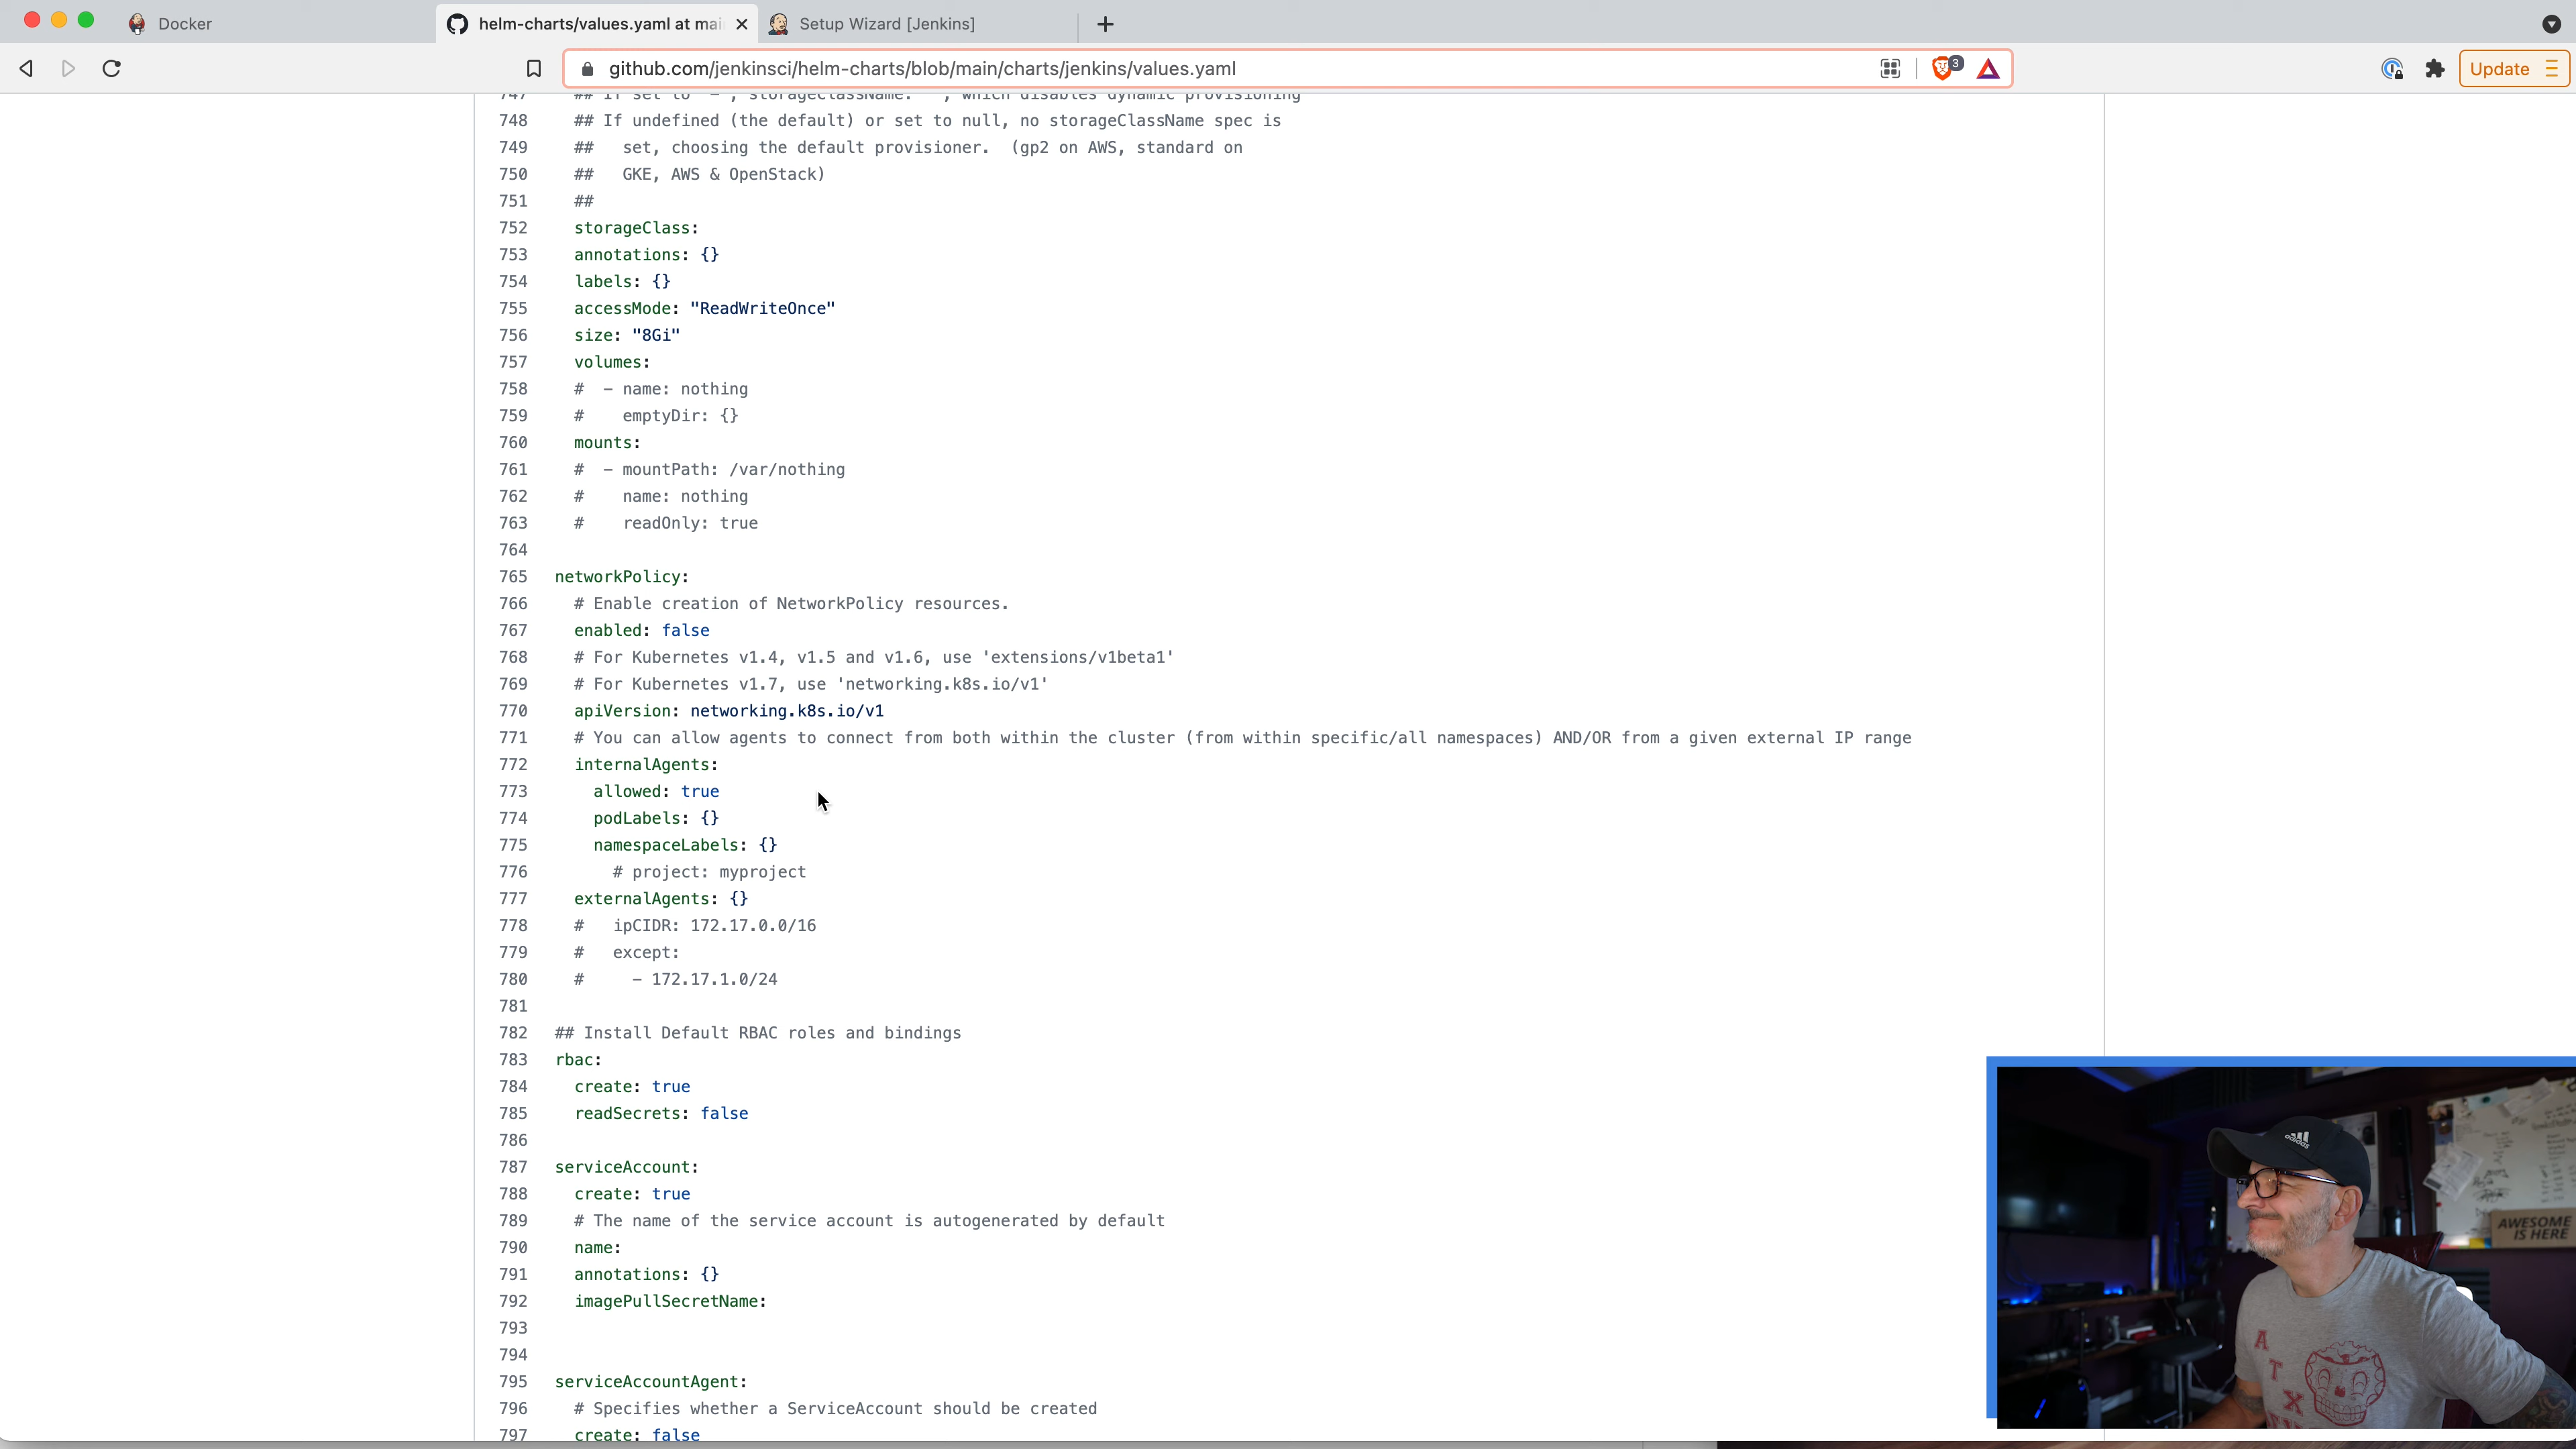 Docker
helm-charts/values.yaml at mai
Setup Wizard [Jenkins]
github.com/jenkinsci/helm-charts/blob/main/charts/jenkins/values.yaml
3
Update
747 ## If set to "-", storageClassName: "", which disables dynamic provisioning
748 ## If undefined (the default) or set to null, no storageClassName spec is
749 ##   set, choosing the default provisioner.  (gp2 on AWS, standard on
750 ##   GKE, AWS & OpenStack)
751 ##
752 storageClass:
753 annotations: {}
754 labels: {}
755 accessMode: "ReadWriteOnce"
756 size: "8Gi"
757 volumes:
758 #  - name: nothing
759 #    emptyDir: {}
760 mounts:
761 #  - mountPath: /var/nothing
762 #    name: nothing
763 #    readOnly: true
764
765 networkPolicy:
766 # Enable creation of NetworkPolicy resources.
767 enabled: false
768 # For Kubernetes v1.4, v1.5 and v1.6, use 'extensions/v1beta1'
769 # For Kubernetes v1.7, use 'networking.k8s.io/v1'
770 apiVersion: networking.k8s.io/v1
771 # You can allow agents to connect from both within the cluster (from within specific/all namespaces) AND/OR from a given external IP range
772 internalAgents:
773 allowed: true
774 podLabels: {}
775 namespaceLabels: {}
776 # project: myproject
777 externalAgents: {}
778 #   ipCIDR: 172.17.0.0/16
779 #   except:
780 #     - 172.17.1.0/24
781
782 ## Install Default RBAC roles and bindings
783 rbac:
784 create: true
785 readSecrets: false
786
787 serviceAccount:
788 create: true
789 # The name of the service account is autogenerated by default
790 name:
791 annotations: {}
792 imagePullSecretName:
793
794
795 serviceAccountAgent:
796 # Specifies whether a ServiceAccount should be created
797 create: false
adidas
AWESOME
IS HERE
A
T
X